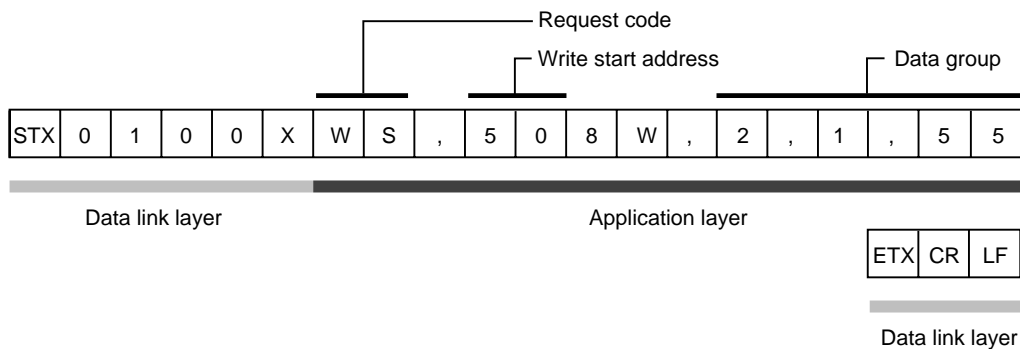 Request code
Write start address
Data group
STX 0 1 0 0 X W S , 5 0 8 W , 2 , 1 , 5 5
Data link layer
Application layer
ETX CR LF
Data link layer